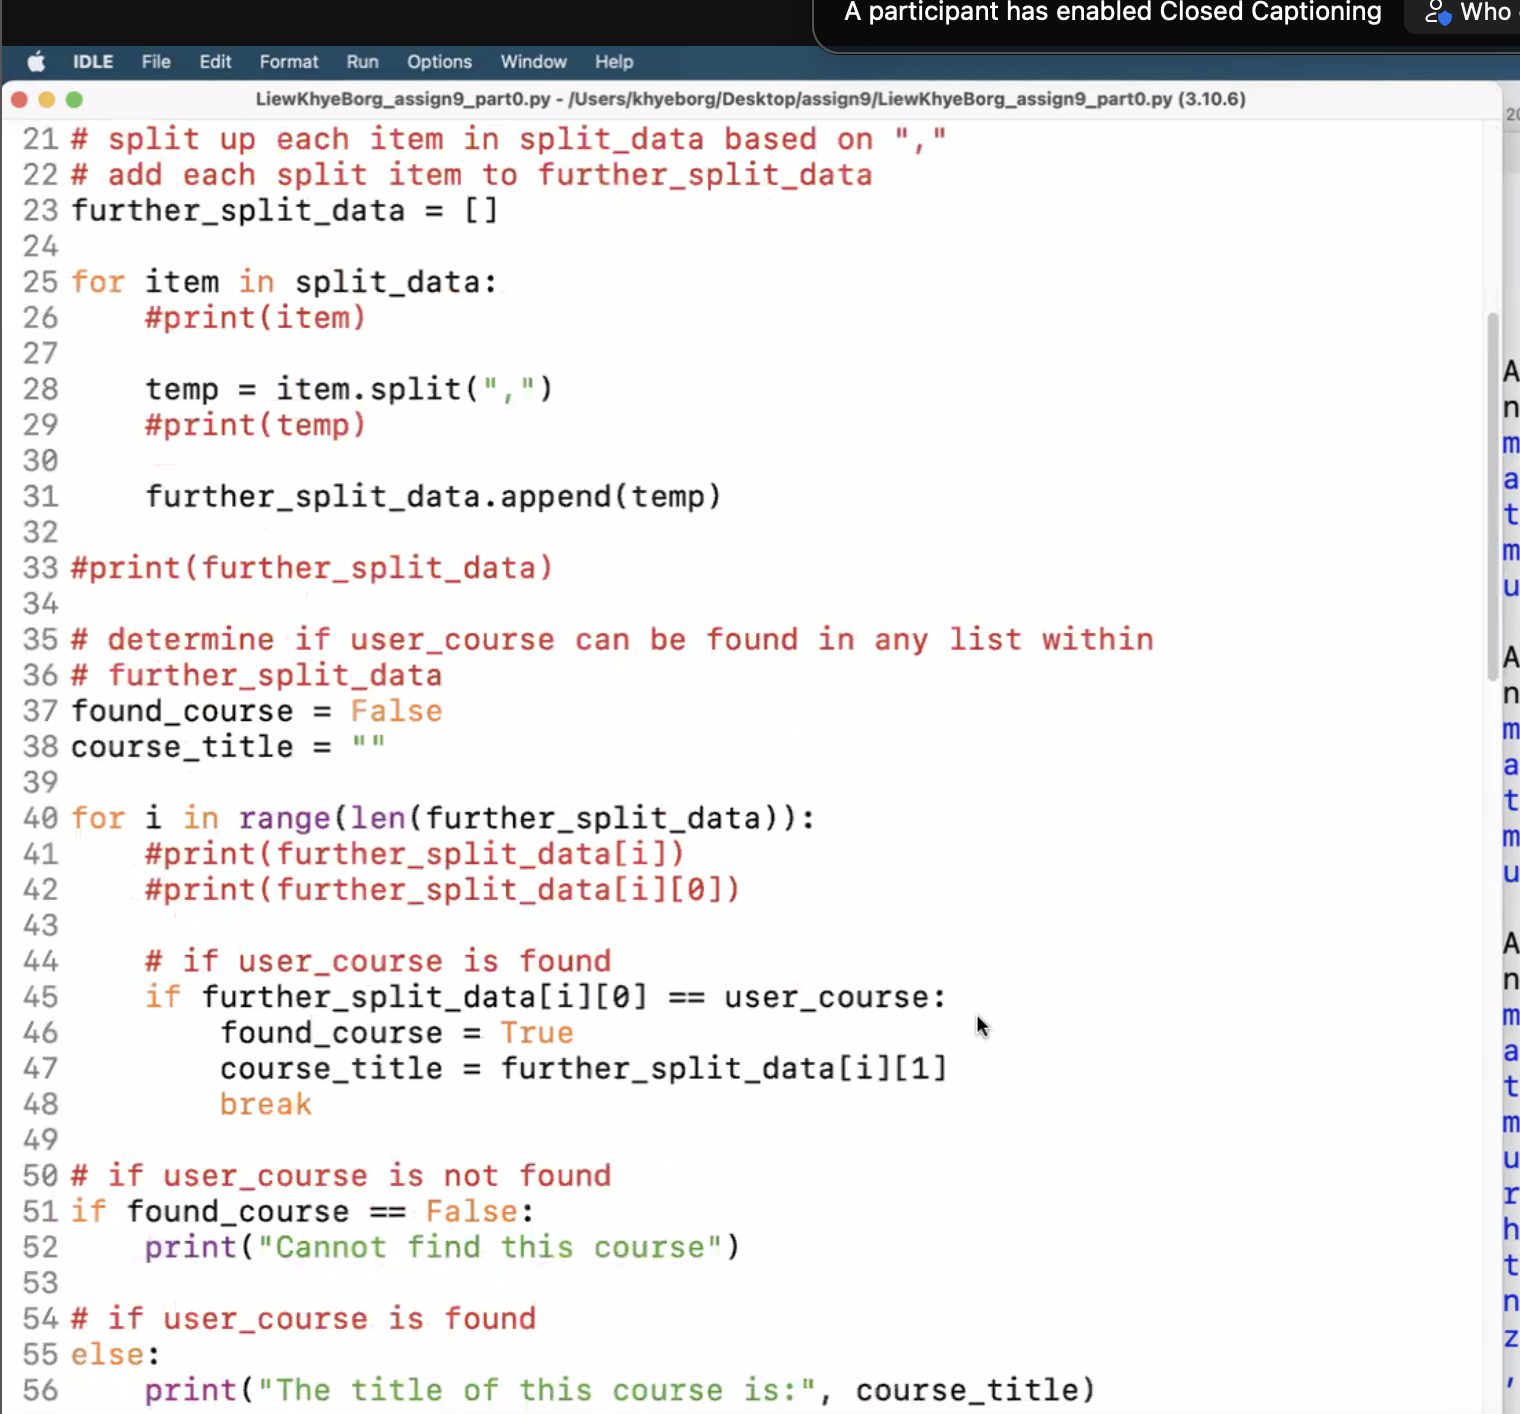 A participant has enabled Closed Captioning Who
IDLE File Edit Format Run Options Window Help
LiewKhyeBorg_assign9_part0.py - /Users/khyeborg/Desktop/assign9/LiewKhyeBorg_assign9_part0.py (3.10.6)
21 # split up each item in split_data based on ","
22 # add each split item to further_split_data
23 further_split_data = []
24
25 for item in split_data:
26     #print(item)
27
28     temp = item.split(",")
29     #print(temp)
30
31     further_split_data.append(temp)
32
33 #print(further_split_data)
34
35 # determine if user_course can be found in any list within
36 # further_split_data
37 found_course = False
38 course_title = ""
39
40 for i in range(len(further_split_data)):
41     #print(further_split_data[i])
42     #print(further_split_data[i][0])
43
44     # if user_course is found
45     if further_split_data[i][0] == user_course:
46         found_course = True
47         course_title = further_split_data[i][1]
48         break
49
50 # if user_course is not found
51 if found_course == False:
52     print("Cannot find this course")
53
54 # if user_course is found
55 else:
56     print("The title of this course is:", course_title)